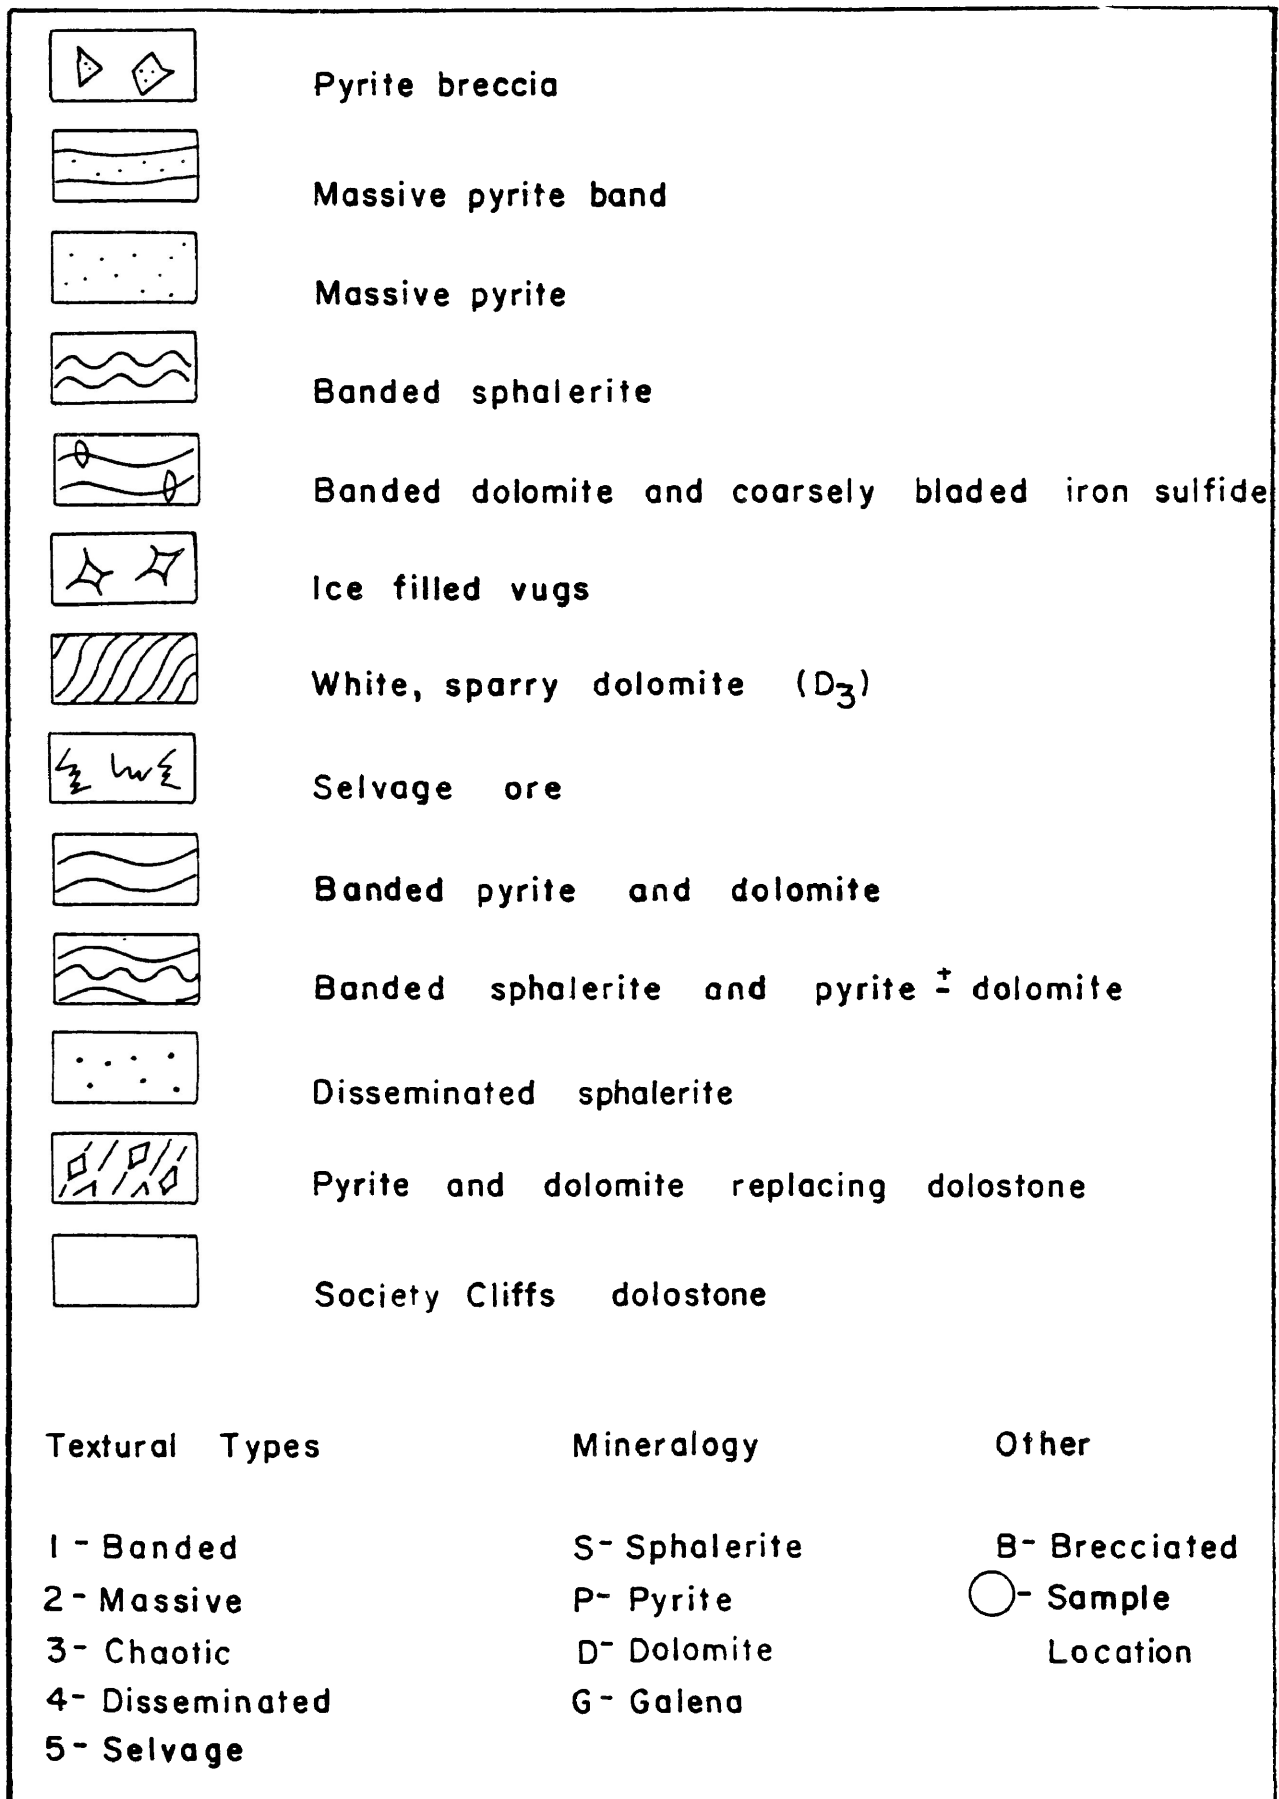 Pyrite breccia
Massive pyrite band
Massive pyrite
Banded sphalerite
Banded dolomite and coarsely bladed iron sulfide
Ice filled vugs
White, sparry dolomite (D3)
Selvage ore
Banded pyrite and dolomite
Banded sphalerite and pyrite ± dolomite
Disseminated sphalerite
Pyrite and dolomite replacing dolostone
Society Cliffs dolostone
Textural Types
1 - Banded
2 - Massive
3 - Chaotic
4 - Disseminated
5 - Selvage
Mineralogy
S - Sphalerite
P - Pyrite
D - Dolomite
G - Galena
Other
B - Brecciated
- Sample
Location